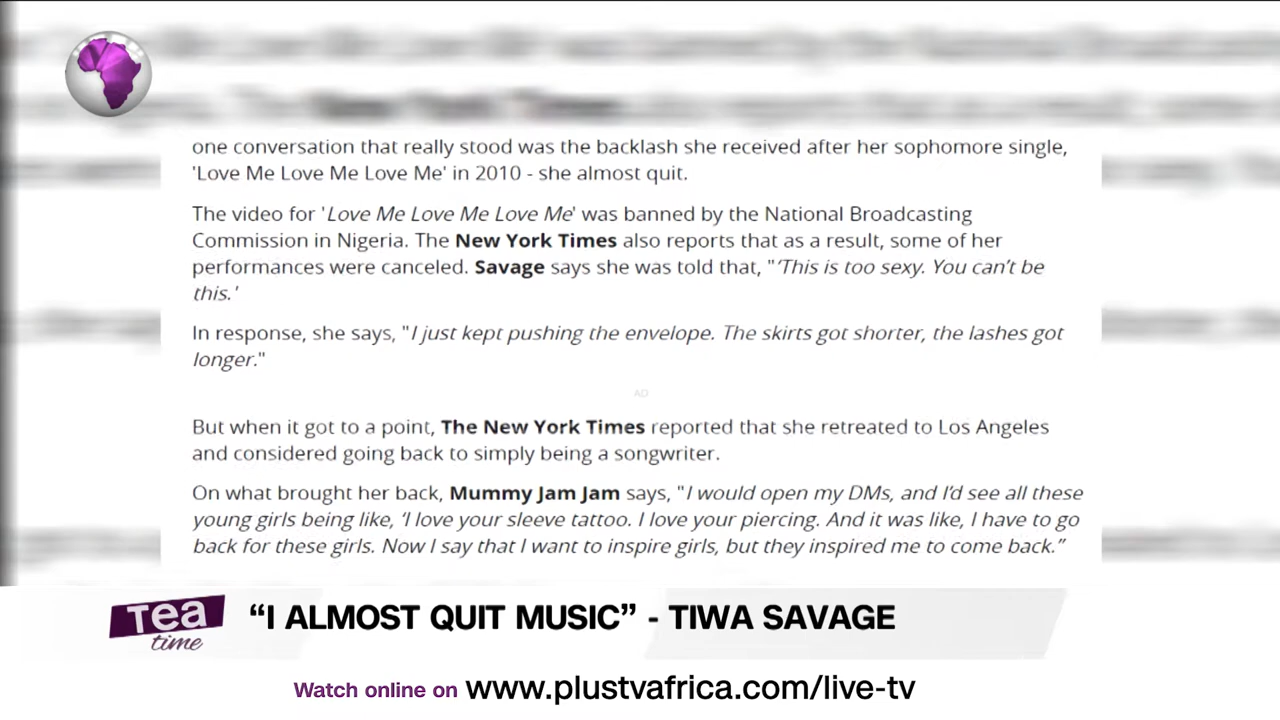 one conversation that really stood was the backlash she received after her sophomore single,
'Love Me Love Me Love Me' in 2010 - she almost quit.
The video for 'Love Me Love Me Love Me' was banned by the National Broadcasting
Commission in Nigeria. The New York Times also reports that as a result, some of her
performances were canceled. Savage says she was told that, "'This is too sexy. You can't be
this.'
In response, she says, "I just kept pushing the envelope. The skirts got shorter, the lashes got
longer."
AD
But when it got to a point, The New York Times reported that she retreated to Los Angeles
and considered going back to simply being a songwriter.
On what brought her back, Mummy Jam Jam says, "I would open my DMs, and I'd see all these
young girls being like, 'I love your sleeve tattoo. I love your piercing. And it was like, I have to go
back for these girls. Now I say that I want to inspire girls, but they inspired me to come back.”
Tea
time
“I ALMOST QUIT MUSIC” - TIWA SAVAGE
Watch online on www.plustvafrica.com/live-tv